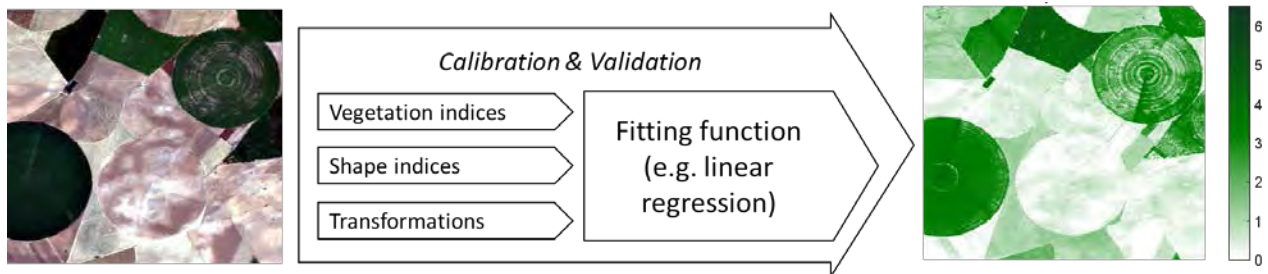 Calibration & Validation
Vegetation indices
Shape indices
Transformations
Fitting function
(e.g. linear
regression)
6
5
4
3
2
1
0